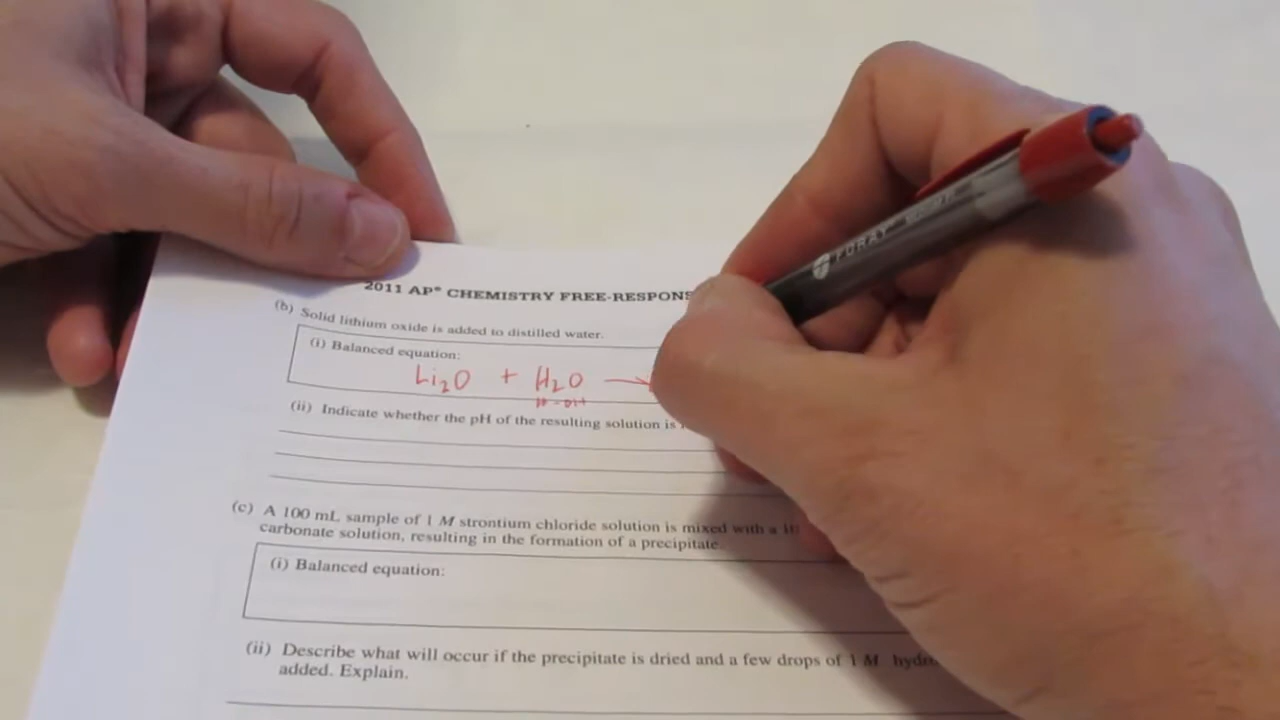 FORAY
2011 AP® CHEMISTRY FREE-RESPONS
(b) Solid lithium oxide is added to distilled water.
(i) Balanced equation:
Li2O + H2O →
H-OH
(ii) Indicate whether the pH of the resulting solution is
(c) A 100 mL sample of 1 M strontium chloride solution is mixed with a
carbonate solution, resulting in the formation of a precipitate.
(i) Balanced equation:
(ii) Describe what will occur if the precipitate is dried and a few drops of 1 M hydro
added. Explain.